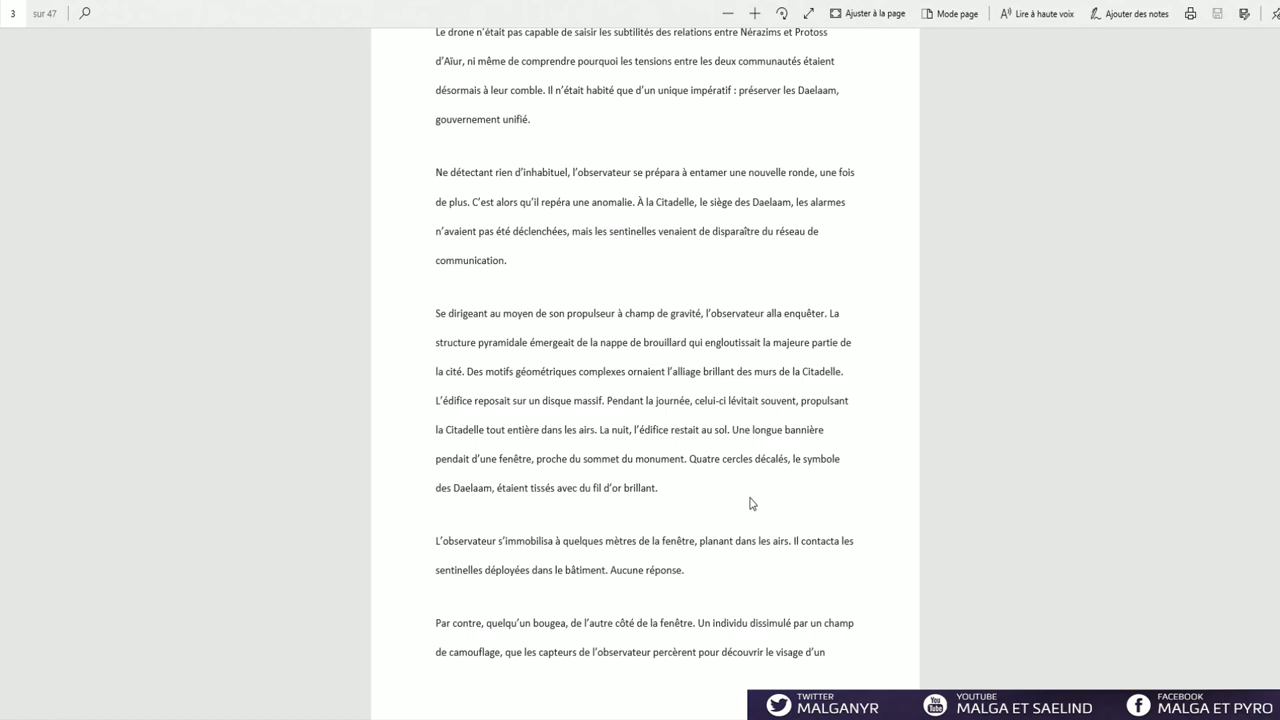 3 sur 47
Ajuster à la page
Mode page
Lire à haute voix
Ajouter des notes
Le drone n’était pas capable de saisir les subtilités des relations entre Nérazims et Protoss
d’Aïur, ni même de comprendre pourquoi les tensions entre les deux communautés étaient
désormais à leur comble. Il n’était habité que d’un unique impératif : préserver les Daelaam,
gouvernement unifié.
Ne détectant rien d’inhabituel, l’observateur se prépara à entamer une nouvelle ronde, une fois
de plus. C’est alors qu’il repéra une anomalie. À la Citadelle, le siège des Daelaam, les alarmes
n’avaient pas été déclenchées, mais les sentinelles venaient de disparaître du réseau de
communication.
Se dirigeant au moyen de son propulseur à champ de gravité, l’observateur alla enquêter. La
structure pyramidale émergeait de la nappe de brouillard qui engloutissait la majeure partie de
la cité. Des motifs géométriques complexes ornaient l’alliage brillant des murs de la Citadelle.
L’édifice reposait sur un disque massif. Pendant la journée, celui-ci lévitait souvent, propulsant
la Citadelle tout entière dans les airs. La nuit, l’édifice restait au sol. Une longue bannière
pendait d’une fenêtre, proche du sommet du monument. Quatre cercles décalés, le symbole
des Daelaam, étaient tissés avec du fil d’or brillant.
L’observateur s’immobilisa à quelques mètres de la fenêtre, planant dans les airs. Il contacta les
sentinelles déployées dans le bâtiment. Aucune réponse.
Par contre, quelqu’un bougea, de l’autre côté de la fenêtre. Un individu dissimulé par un champ
de camouflage, que les capteurs de l’observateur percèrent pour découvrir le visage d’un
TWITTER
MALGANYR
YOUTUBE
MALGA ET SAELIND
FACEBOOK
MALGA ET PYRO